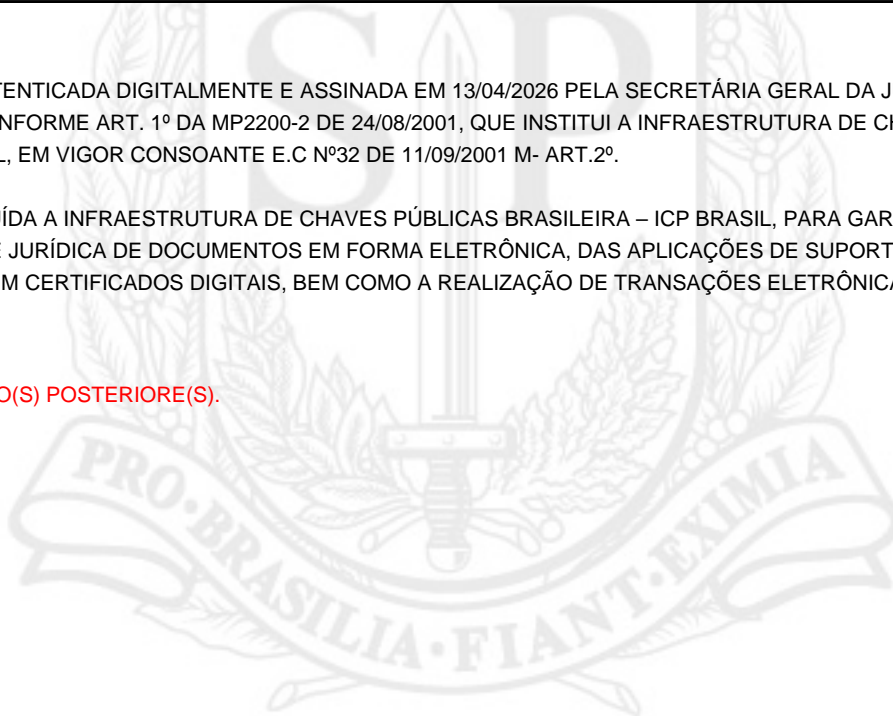 TENTICADA DIGITALMENTE E ASSINADA EM 13/04/2026 PELA SECRETÁRIA GERAL DA J
NFORME ART. 1º DA MP2200-2 DE 24/08/2001, QUE INSTITUI A INFRAESTRUTURA DE C
L, EM VIGOR CONSOANTE E.C Nº32 DE 11/09/2001 M- ART.2º.
ÍDA A INFRAESTRUTURA DE CHAVES PÚBLICAS BRASILEIRA – ICP BRASIL, PARA GAR
E JURÍDICA DE DOCUMENTOS EM FORMA ELETRÔNICA, DAS APLICAÇÕES DE SUPORT
M CERTIFICADOS DIGITAIS, BEM COMO A REALIZAÇÃO DE TRANSAÇÕES ELETRÔNICA
O(S) POSTERIORE(S).
SP
PRO·BRASILIA·FIANT·EXIMIA